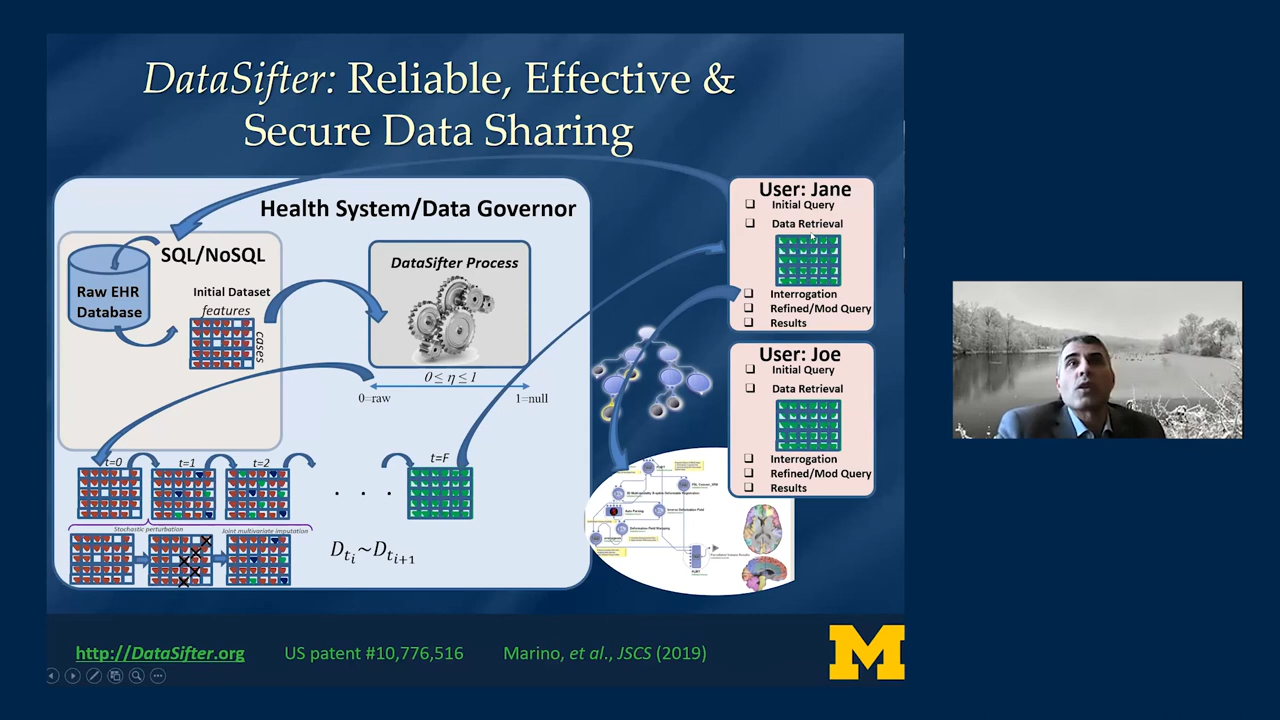 DataSifter: Reliable, Effective &
Secure Data Sharing
Health System/Data Governor
SQL/NoSQL
Raw EHR
Database
Initial Dataset
features
cases
DataSifter Process
0 ≤ η ≤ 1
0=raw
1=null
t=0
t=1
t=2
. . .
t=F
Stochastic perturbation
Joint multivariate imputation
D_{t_i}~D_{t_{i+1}}
User: Jane
❑ Initial Query
❑ Data Retrieval
❑ Interrogation
❑ Refined/Mod Query
❑ Results
User: Joe
❑ Initial Query
❑ Data Retrieval
❑ Interrogation
❑ Refined/Mod Query
❑ Results
http://DataSifter.org
US patent #10,776,516
Marino, et al., JSCS (2019)
M